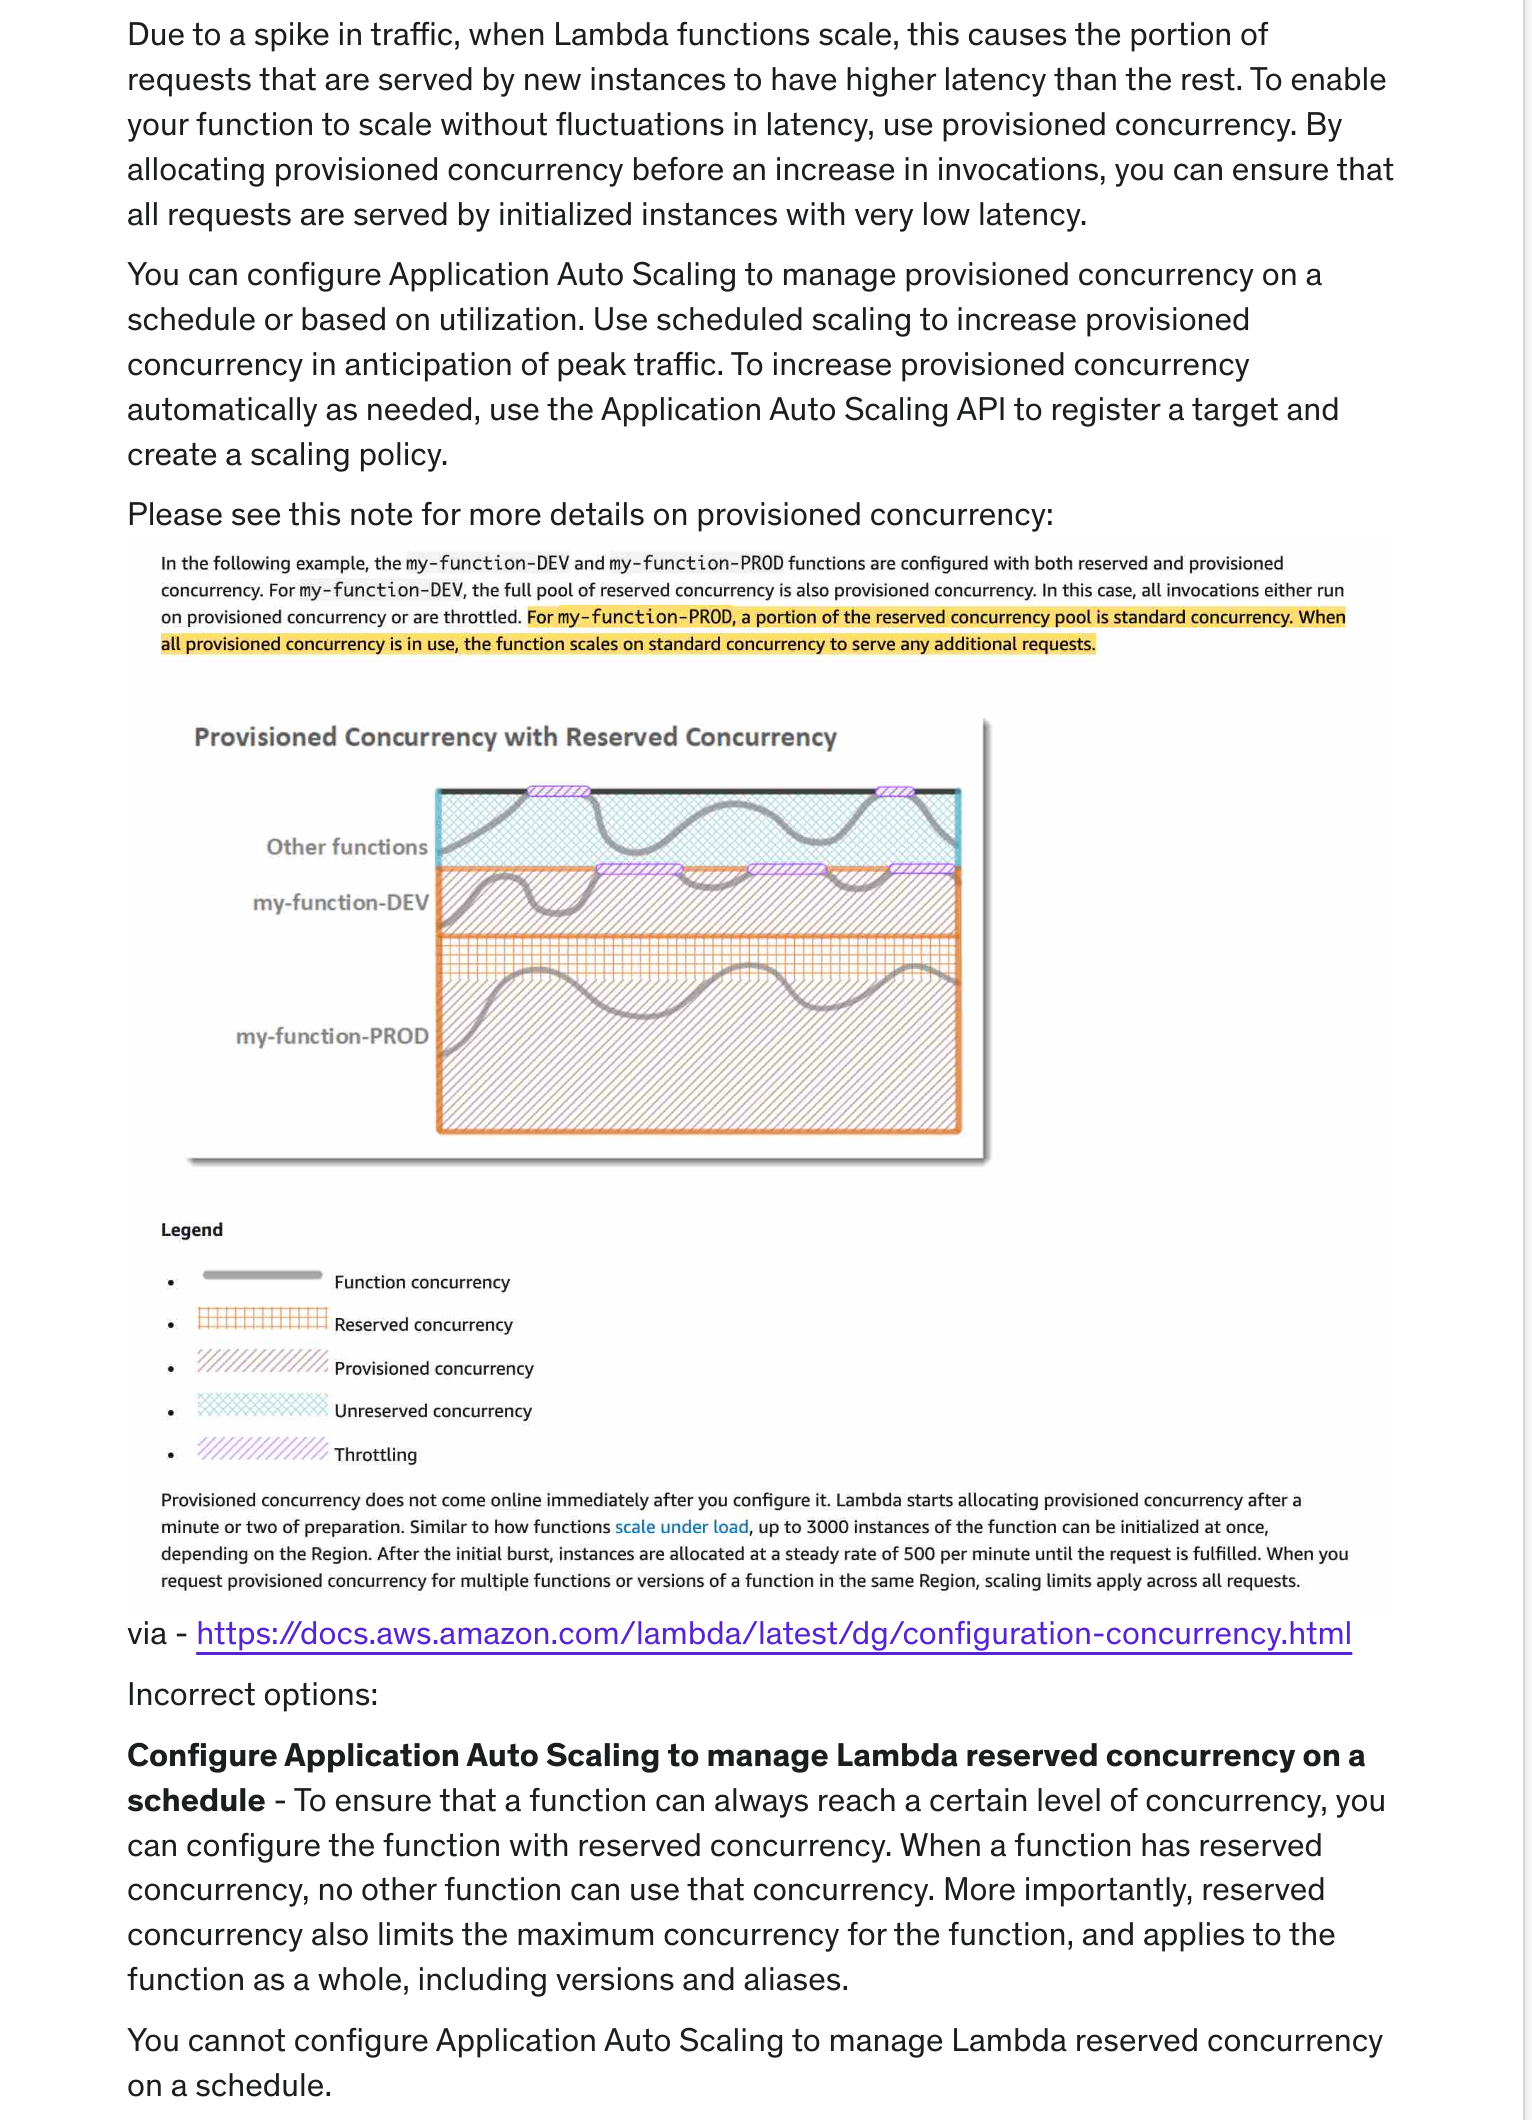 Due to a spike in traffic, when Lambda functions scale, this causes the portion of
requests that are served by new instances to have higher latency than the rest. To enable
your function to scale without fluctuations in latency, use provisioned concurrency. By
allocating provisioned concurrency before an increase in invocations, you can ensure that
all requests are served by initialized instances with very low latency.
You can configure Application Auto Scaling to manage provisioned concurrency on a
schedule or based on utilization. Use scheduled scaling to increase provisioned
concurrency in anticipation of peak traffic. To increase provisioned concurrency
automatically as needed, use the Application Auto Scaling API to register a target and
create a scaling policy.
Please see this note for more details on provisioned concurrency:
In the following example, the my-function-DEV and my-function-PROD functions are configured with both reserved and provisioned
concurrency. For my-function-DEV, the full pool of reserved concurrency is also provisioned concurrency. In this case, all invocations either run
on provisioned concurrency or are throttled. For my-function-PROD, a portion of the reserved concurrency pool is standard concurrency. When
all provisioned concurrency is in use, the function scales on standard concurrency to serve any additional requests.
Provisioned Concurrency with Reserved Concurrency
Other functions
my-function-DEV
my-function-PROD
Legend
• Function concurrency
• Reserved concurrency
• Provisioned concurrency
• Unreserved concurrency
• Throttling
Provisioned concurrency does not come online immediately after you configure it. Lambda starts allocating provisioned concurrency after a
minute or two of preparation. Similar to how functions scale under load, up to 3000 instances of the function can be initialized at once,
depending on the Region. After the initial burst, instances are allocated at a steady rate of 500 per minute until the request is fulfilled. When you
request provisioned concurrency for multiple functions or versions of a function in the same Region, scaling limits apply across all requests.
via - https://docs.aws.amazon.com/lambda/latest/dg/configuration-concurrency.html
Incorrect options:
Configure Application Auto Scaling to manage Lambda reserved concurrency on a
schedule - To ensure that a function can always reach a certain level of concurrency, you
can configure the function with reserved concurrency. When a function has reserved
concurrency, no other function can use that concurrency. More importantly, reserved
concurrency also limits the maximum concurrency for the function, and applies to the
function as a whole, including versions and aliases.
You cannot configure Application Auto Scaling to manage Lambda reserved concurrency
on a schedule.